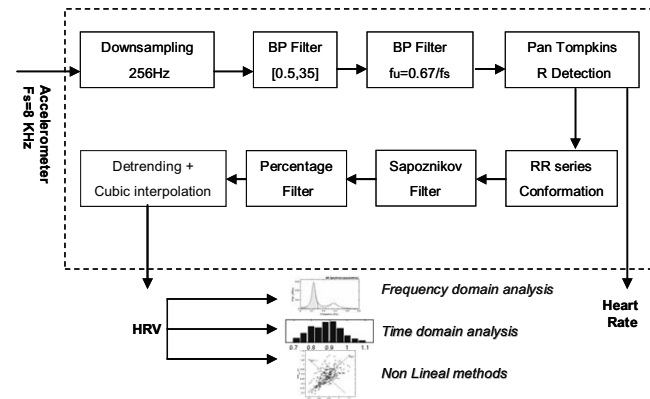 Downsampling
256Hz
BP Filter
[0.5,35]
BP Filter
fu=0.67/fs
Pan Tompkins
R Detection
Accelerometer
Fs=8 KHz
Detrending +
Cubic interpolation
Percentage
Filter
Sapoznikov
Filter
RR series
Conformation
HRV
Frequency domain analysis
0.7 0.8 0.9 1 1.1
Time domain analysis
Non Lineal methods
Heart
Rate